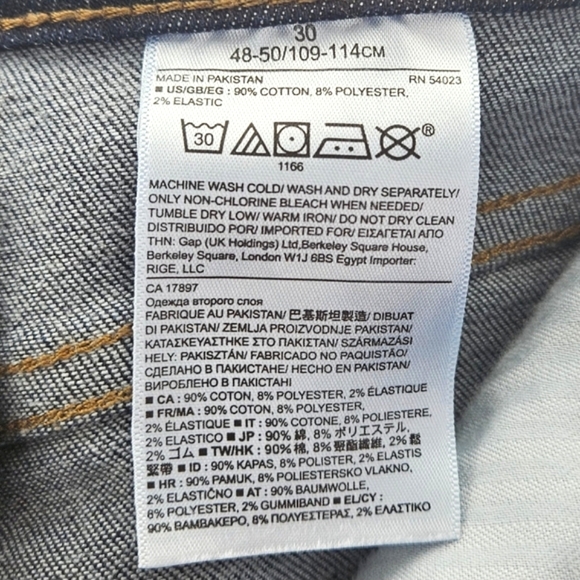 30
48-50/109-114CM
MADE IN PAKISTAN RN 54023
■ US/GB/EG : 90% COTTON, 8% POLYESTER,
2% ELASTIC
30
®
1166
MACHINE WASH COLD/ WASH AND DRY SEPARATELY/
ONLY NON-CHLORINE BLEACH WHEN NEEDED/
TUMBLE DRY LOW/ WARM IRON/ DO NOT DRY CLEAN
DISTRIBUIDO POR/ IMPORTED FOR/ ΕΙΣΑΓΕΤΑΙ ΑΠΟ
ΤΗΝ: Gap (UK Holdings) Ltd,Berkeley Square House,
Berkeley Square, London W1J 6BS Egypt Importer:
RIGE, LLC
CA 17897
Одежда второго слоя
FABRIQUE AU PAKISTAN/ 巴基斯坦製造/ DIBUAT
DI PAKISTAN/ ZEMLJA PROIZVODNJE PAKISTAN/
ΚΑΤΑΣΚΕΥΑΣΤΗΚΕ ΣΤΟ ΠΑΚΙΣΤΑΝ/ SZÁRMAZÁSI
HELY: PAKISZTÁN/ FABRICADO NO PAQUISTÃO/
СДЕЛАНО В ПАКИСТАНЕ/ HECHO EN PAKISTAN/
ВИРОБЛЕНО В ПАКІСТАНІ
■ CA : 90% COTTON, 8% POLYESTER, 2% ÉLASTIQUE
■ FR/MA : 90% COTON, 8% POLYESTER,
2% ÉLASTIQUE ■ IT : 90% COTONE, 8% POLIESTERE,
2% ELASTICO ■ JP : 90% 綿, 8% ポリエステル,
2% ゴム ■ TW/HK : 90% 棉, 8% 聚酯纖維, 2% 鬆
緊帶 ■ ID : 90% KAPAS, 8% POLIESTER, 2% ELASTIS
■ HR : 90% PAMUK, 8% POLIESTERSKO VLAKNO,
2% ELASTIČNO ■ AT : 90% BAUMWOLLE,
8% POLYESTER, 2% GUMMIBAND ■ EL/CY :
90% ΒΑΜΒΑΚΕΡΟ, 8% ΠΟΛΥΕΣΤΕΡΑΣ, 2% ΕΛΑΣΤΙΚΟ